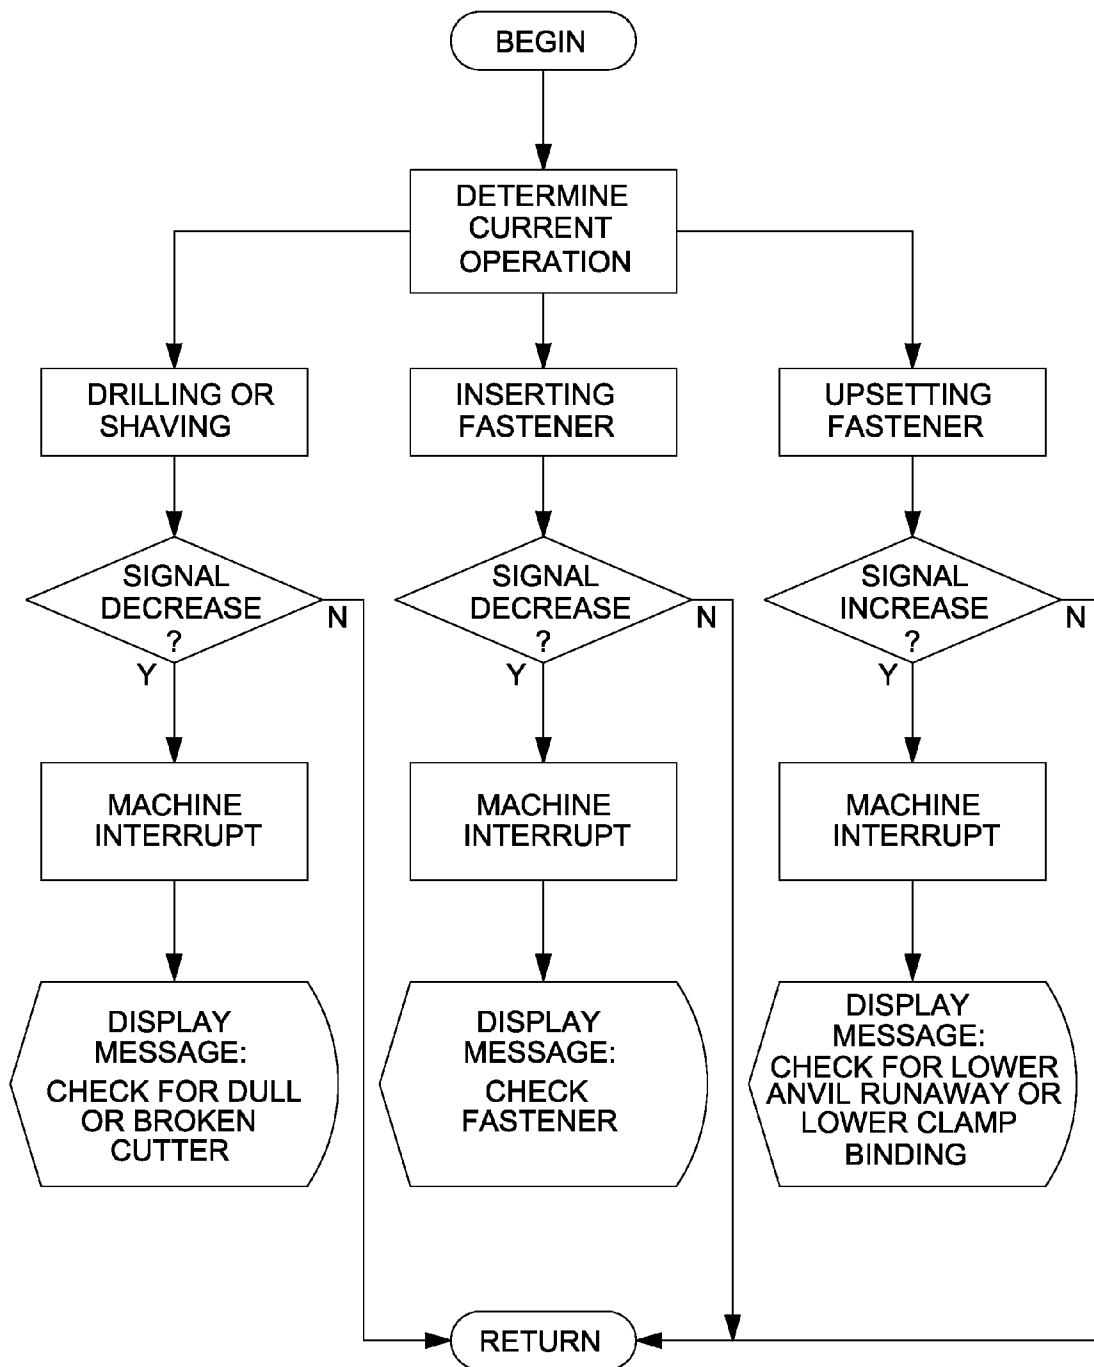 BEGIN
DETERMINE
CURRENT
OPERATION
DRILLING OR
SHAVING
INSERTING
FASTENER
UPSETTING
FASTENER
SIGNAL
DECREASE
?
N
Y
SIGNAL
DECREASE
?
N
Y
SIGNAL
INCREASE
?
N
Y
MACHINE
INTERRUPT
MACHINE
INTERRUPT
MACHINE
INTERRUPT
DISPLAY
MESSAGE:
CHECK FOR DULL
OR BROKEN
CUTTER
DISPLAY
MESSAGE:
CHECK
FASTENER
DISPLAY
MESSAGE:
CHECK FOR LOWER
ANVIL RUNAWAY OR
LOWER CLAMP
BINDING
RETURN